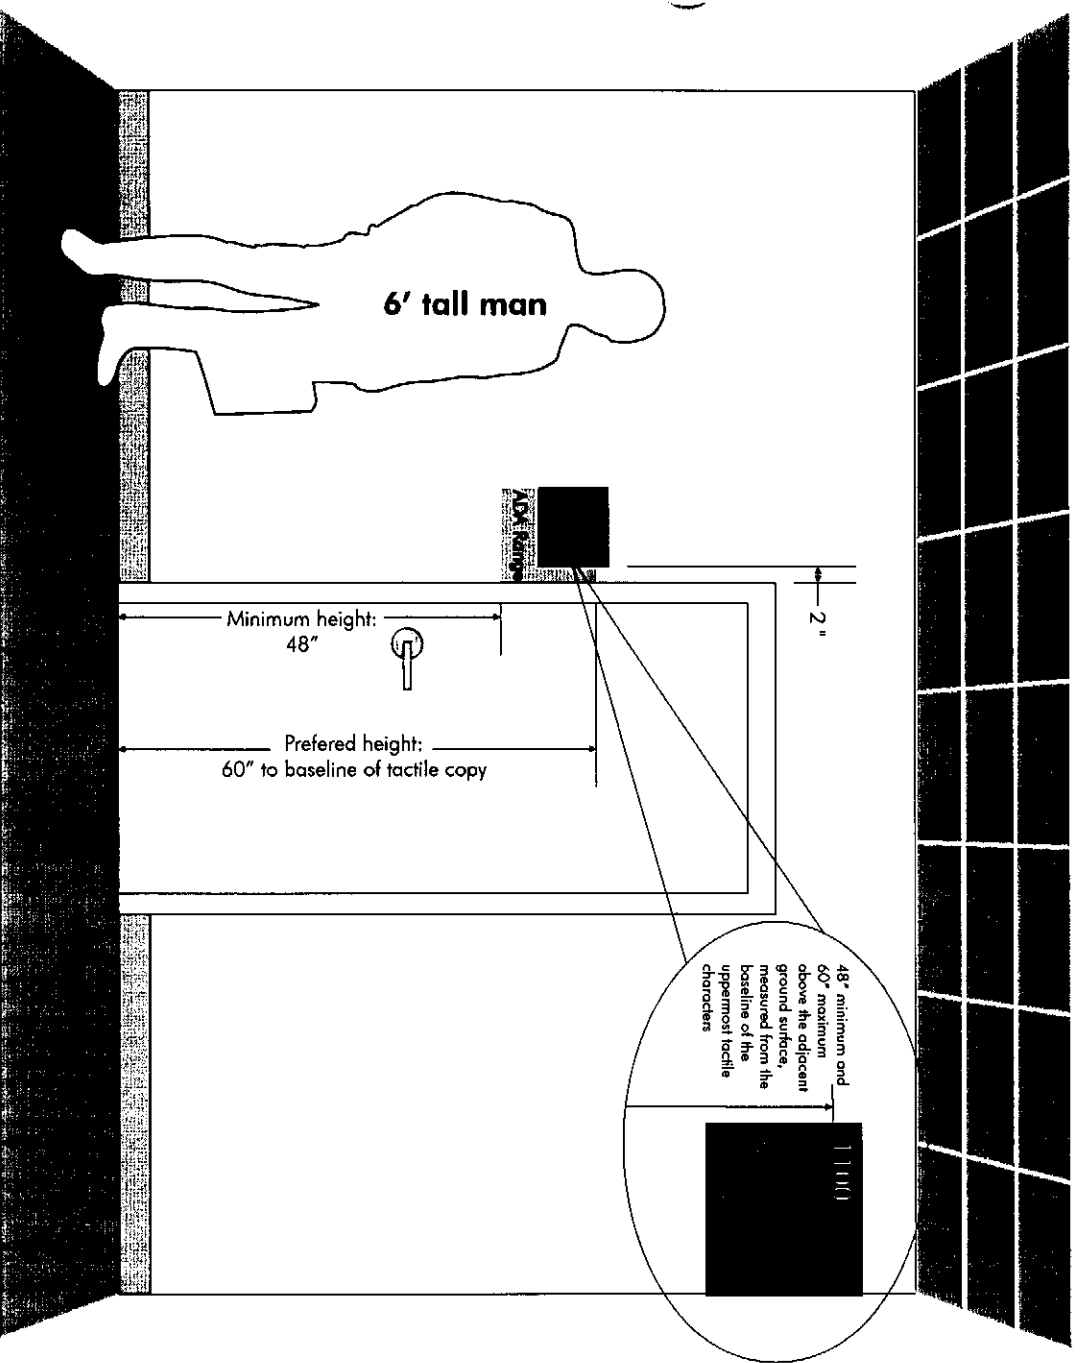 6′ tall man
ADA Range
2"
Minimum height:
48″
Prefered height:
60″ to baseline of tactile copy
48″ minimum and
60″ maximum
above the adjacent
ground surface,
measured from the
baseline of the
uppermost tactile
characters
1100